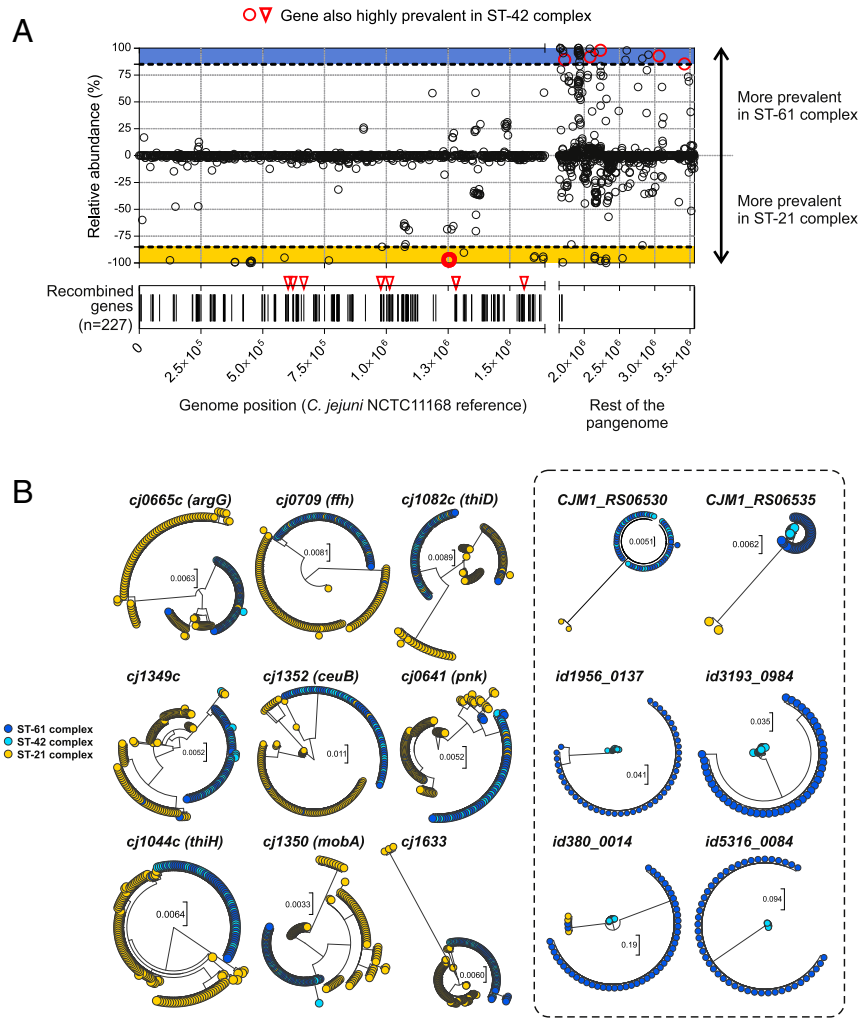 Gene also highly prevalent in ST-42 complex
A
Relative abundance (%)
100
75
50
25
0
-25
-50
-75
-100
More prevalent
in ST-61 complex
More prevalent
in ST-21 complex
Recombined
genes
(n=227)
0
2.5×10⁵
5.0×10⁵
7.5×10⁵
1.0×10⁶
1.3×10⁶
1.5×10⁶
2.0×10⁶
2.5×10⁶
3.0×10⁶
3.5×10⁶
Genome position (C. jejuni NCTC11168 reference)
Rest of the
pangenome
B
cj0665c (argG)
cj0709 (ffh)
cj1082c (thiD)
CJM1_RS06530
CJM1_RS06535
0.0063
0.0081
0.0089
0.0051
0.0062
cj1349c
cj1352 (ceuB)
cj0641 (pnk)
id1956_0137
id3193_0984
ST-61 complex
ST-42 complex
ST-21 complex
0.0052
0.011
0.0052
0.041
0.035
cj1044c (thiH)
cj1350 (mobA)
cj1633
id380_0014
id5316_0084
0.0064
0.0033
0.0060
0.19
0.094